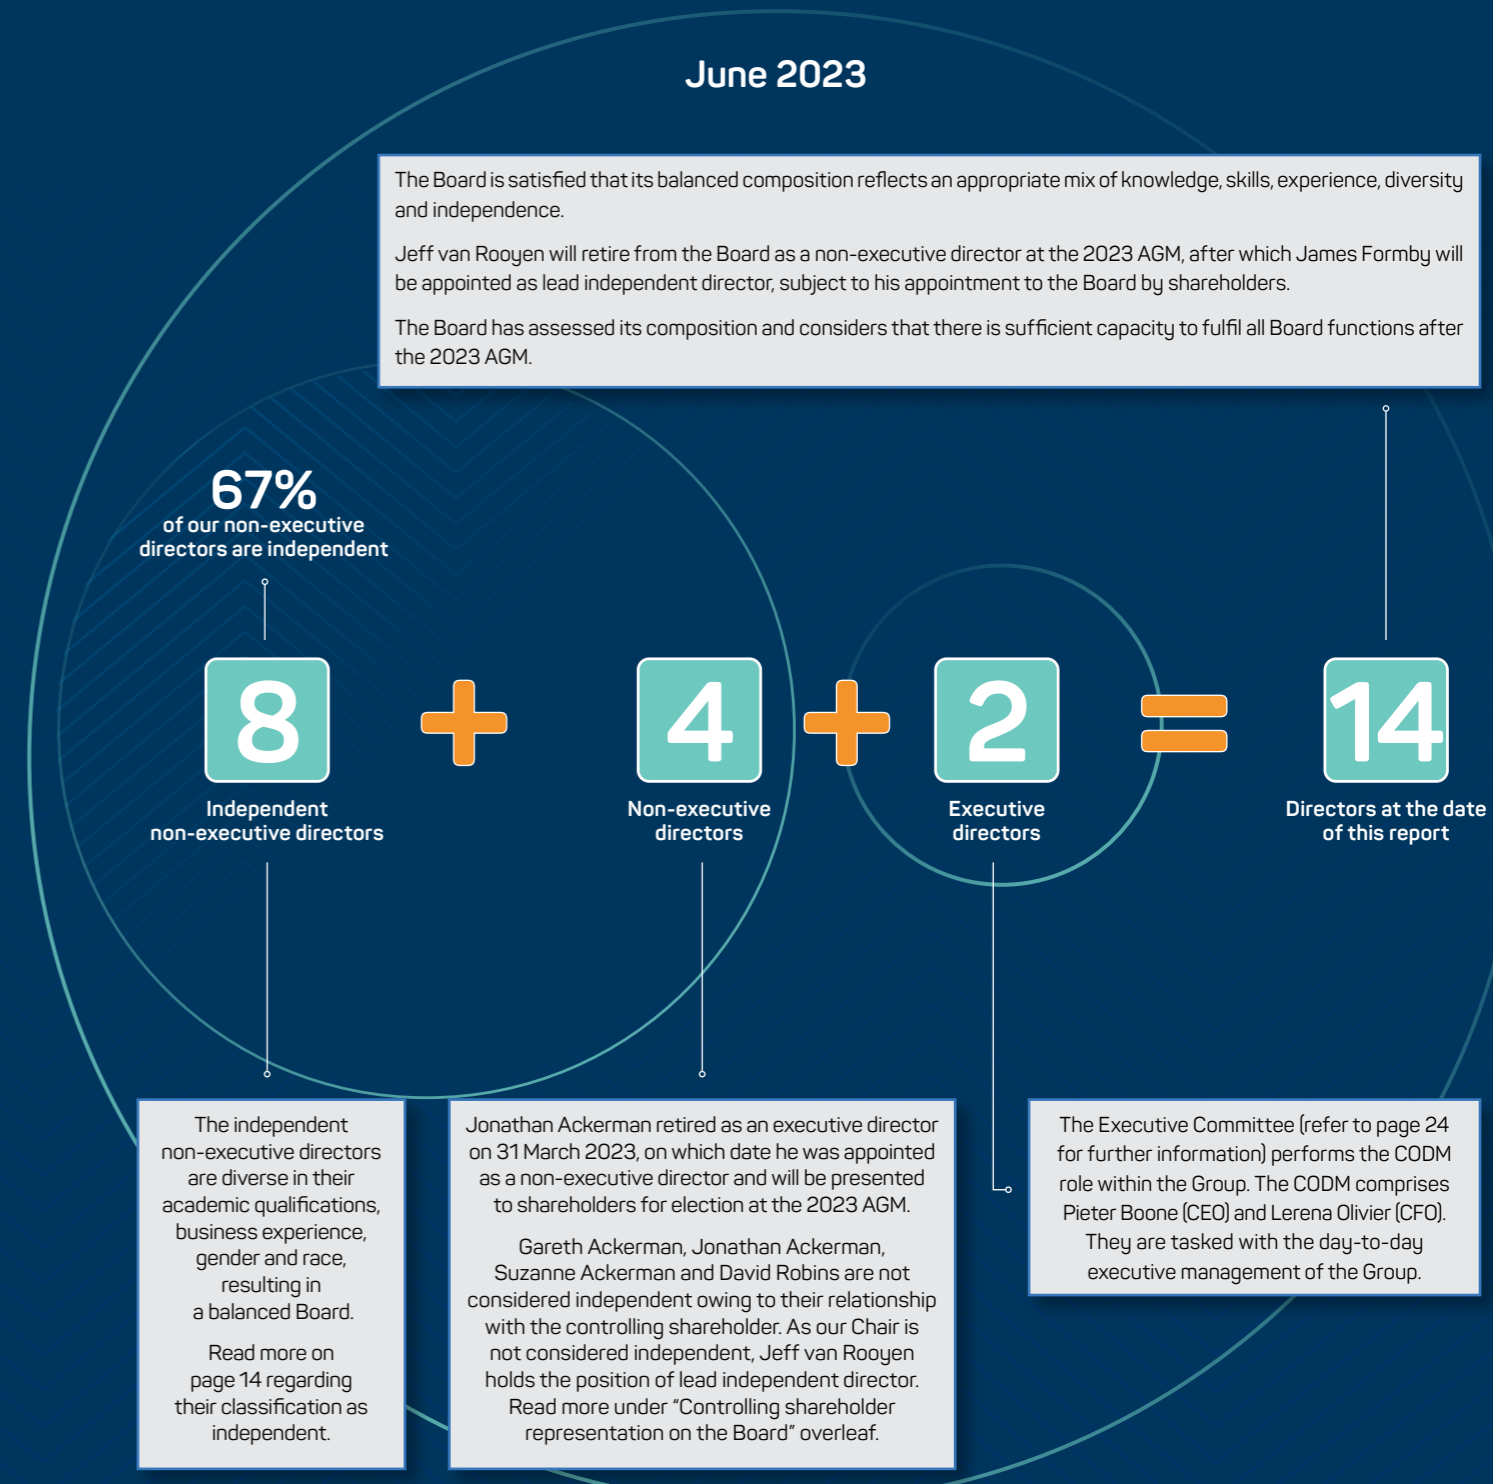 June 2023
The Board is satisfied that its balanced composition reflects an appropriate mix of knowledge, skills, experience, diversity
and independence.
Jeff van Rooyen will retire from the Board as a non-executive director at the 2023 AGM, after which James Formby will
be appointed as lead independent director, subject to his appointment to the Board by shareholders.
The Board has assessed its composition and considers that there is sufficient capacity to fulfil all Board functions after
the 2023 AGM.
67%
of our non-executive
directors are independent
8
Independent
non-executive directors
+
4
Non-executive
directors
+
2
Executive
directors
=
14
Directors at the date
of this report
The independent
non-executive directors
are diverse in their
academic qualifications,
business experience,
gender and race,
resulting in
a balanced Board.
Read more on
page 14 regarding
their classification as
independent.
Jonathan Ackerman retired as an executive director
on 31 March 2023, on which date he was appointed
as a non-executive director and will be presented
to shareholders for election at the 2023 AGM.
Gareth Ackerman, Jonathan Ackerman,
Suzanne Ackerman and David Robins are not
considered independent owing to their relationship
with the controlling shareholder. As our Chair is
not considered independent, Jeff van Rooyen
holds the position of lead independent director.
Read more under “Controlling shareholder
representation on the Board” overleaf.
The Executive Committee (refer to page 24
for further information) performs the CODM
role within the Group. The CODM comprises
Pieter Boone (CEO) and Lerena Olivier (CFO).
They are tasked with the day-to-day
executive management of the Group.